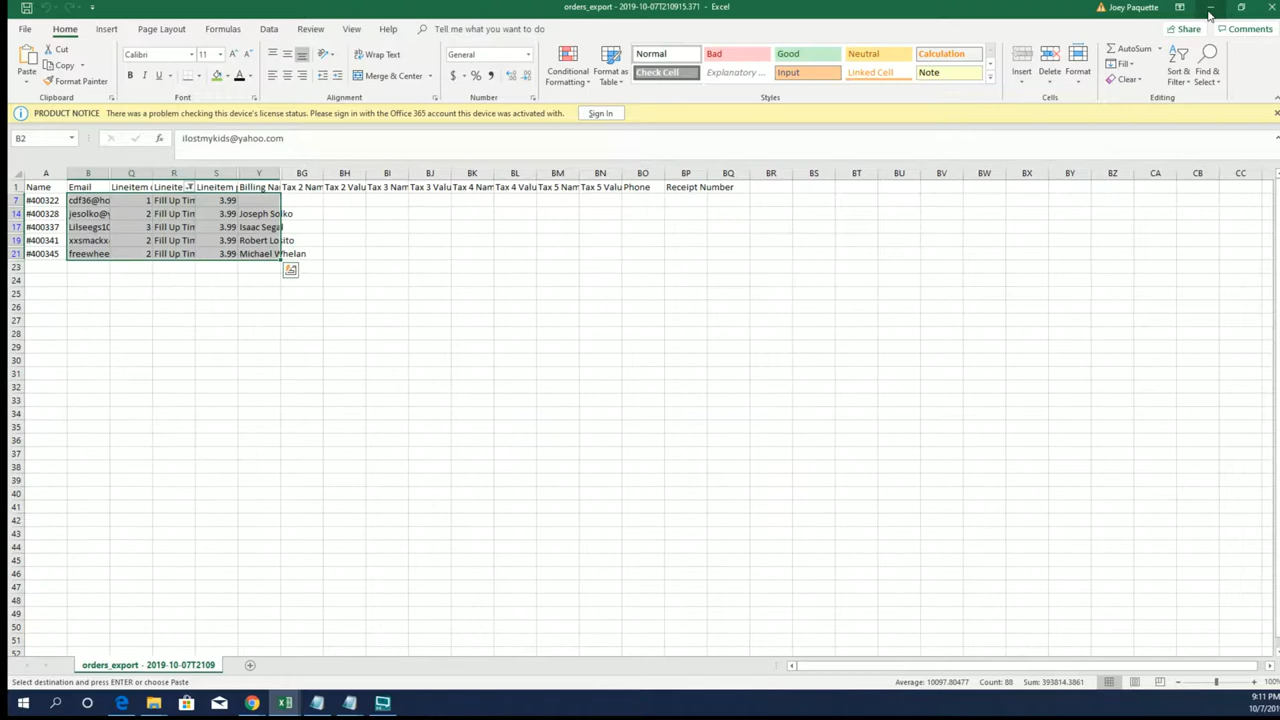 orders_export - 2019-10-07T210915.371 - Excel
Joey Paquette
File Home Insert Page Layout Formulas Data Review View Help Tell me what you want to do
Share Comments
Paste
Cut
Copy
Format Painter
Clipboard
Calibri 11
B I U A
Font
Wrap Text
Merge & Center
Alignment
General
$ % ,
Number
Conditional Formatting
Format as Table
Normal Bad Good Neutral Calculation
Check Cell Explanatory ... Input Linked Cell Note
Styles
Insert Delete Format
Cells
AutoSum
Fill
Clear
Sort & Filter
Find & Select
Editing
PRODUCT NOTICE There was a problem checking this device's license status. Please sign in with the Office 365 account this device was activated with. Sign In
B2 fx ilostmykids@yahoo.com
A B Q R S Y BG BH BI BJ BK BL BM BN BO BP BQ BR BS BT BU BV BW BX BY BZ CA CB CC
1 Name Email Lineitem Lineite Lineitem Billing Na Tax 2 Nam Tax 2 Valu Tax 3 Nam Tax 3 Valu Tax 4 Nam Tax 4 Valu Tax 5 Nam Tax 5 Valu Phone Receipt Number
7 #400322 cdf36@ho 1 Fill Up Tim 3.99
14 #400328 jesolko@y 2 Fill Up Tim 3.99 Joseph Solko
17 #400337 Lilseegs10 3 Fill Up Tim 3.99 Isaac Segal
19 #400341 xxsmackx 2 Fill Up Tim 3.99 Robert Losito
21 #400345 freewhee 2 Fill Up Tim 3.99 Michael Whelan
23
24
25
26
27
28
29
30
31
32
33
34
35
36
37
38
39
40
41
42
43
44
45
46
47
48
49
50
51
52
orders_export - 2019-10-07T2109
Select destination and press ENTER or choose Paste Average: 10097.80477 Count: 88 Sum: 393814.3861 100%
9:11 PM
10/7/20